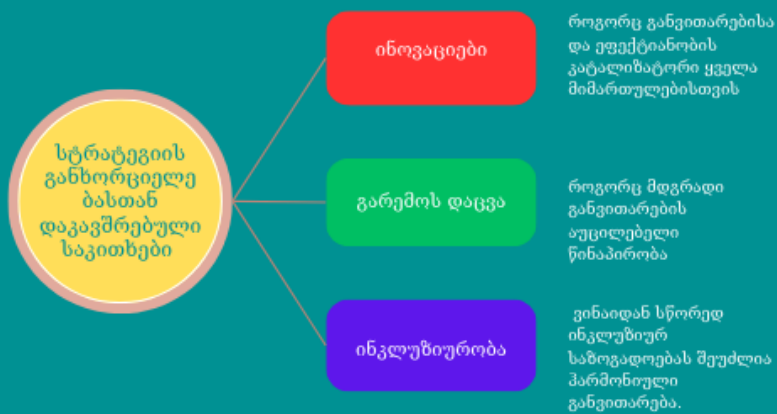 სტრატეგიის
განხორციელე
ბასთან
დაკავშრებული
საკითხები
ინოვაციები
როგორც განვითარებისა
და ეფექტიანობის
კატალიზატორი ყველა
მიმართულებისთვის
გარემოს დაცვა
როგორც მდგრადი
განვითარების
აუცილებელი
წინაპირობა
ინკლუზიურობა
ვინაიდან სწორედ
ინკლუზიურ
საზოგადოებას შეუძლია
ჰარმონიული
განვითარება.